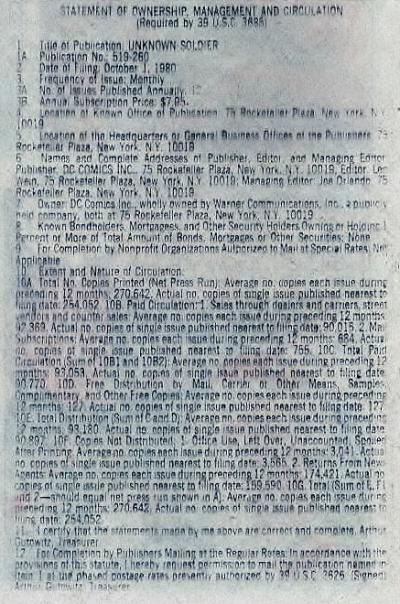 STATEMENT OF OWNERSHIP, MANAGEMENT AND CIRCULATION
(Required by 39 U.S.C. 3685)
1. Title of Publication: UNKNOWN SOLDIER
1A. Publication No.: 519-260
2. Date of Filing: October 1, 1980
3. Frequency of Issue: Monthly
3A. No. of Issues Published Annually: 12
3B. Annual Subscription Price: $7.95.
4. Location of Known Office of Publication: 75 Rockefeller Plaza, New York, N.Y.
10019
5. Location of the Headquarters or General Business Offices of the Publishers: 75
Rockefeller Plaza, New York, N.Y. 10019
6. Names and Complete Addresses of Publisher, Editor, and Managing Editor:
Publisher, DC COMICS INC., 75 Rockefeller Plaza, New York, N.Y. 10019, Editor: Len
Wein, 75 Rockefeller Plaza, New York, N.Y. 10019; Managing Editor: Joe Orlando, 75
Rockefeller Plaza, New York, N.Y. 10019
Owner: DC Comics Inc., wholly owned by Warner Communications, Inc., a publicly
held company, both at 75 Rockefeller Plaza, New York, N.Y. 10019
8. Known Bondholders, Mortgagess, and Other Security Holders Owning or Holding 1
Percent of More of Total Amount of Bonds, Mortgages or Other Securities: None
9. For Completion by Nonprofit Organizations Authorized to Mail at Special Rates: Not
Applicable
10. Extent and Nature of Circulation:
10A. Total No. Copies Printed (Net Press Run): Average no. copies each issue during
preceding 12 months: 270,642, Actual no. copies of single issue published nearest to
filing date: 254,052. 10B. Paid Circulation: 1. Sales through dealers and carriers, street
vendors and counter sales: Average no. copies each issue during preceding 12 months:
92,369. Actual no. copies of single issue published nearest to filing date: 90,015. 2. Mail
Subscriptions: Average no. copies each issue during preceding 12 months: 684. Actual
no. copies of single issue published nearest to filing date: 755. 10C. Total Paid
Circulation (Sum of 10B1 + 10B2): Average no. copies each issue during preceding 12
months: 93,053. Actual no. copies of single issue published nearest to filing date:
90,770. 10D. Free Distribution by Mail, Carrier or Other Means, Samples,
Complimentary, and Other Free Copies: Average no. copies each issue during preceding
12 months: 127. Actual no. copies of single issue published nearest to filing date: 127.
10E. Total Distribution (Sum of C and D): Average no. copies each issue during preceding
12 months: 93,180. Actual no. copies of single issue published nearest to filing date:
90,897. 10F. Copies Not Distributed: 1. Office Use, Left Over, Unaccounted, Spoiled
After Printing: Average no. copies each issue during preceding 12 months: 3,041. Actual
no. copies of single issue published nearest to filing date: 3,565. 2. Returns From News
Agents: Average no. copies each issue during preceding 12 months: 174,421. Actual no.
copies of single issue published nearest to filing date: 159,590. 10G. Total (Sum of E, F1
and 2—should equal net press run shown in A): Average no. copies each issue during
preceding 12 months: 270,642, Actual no. copies of single issue published nearest to
filing date: 254,052.
11. I certify that the statements made by me above are correct and complete. Arthur
Gutowitz, Treasurer
12. For Completion by Publishers Mailing at the Regular Rates: In accordance with the
provisions of this statute, I hereby request permission to mail the publication named in
Item 1 at the phased postage rates presently authorized by 39 U.S.C. 3626. (Signed)
Arthur Gutowitz, Treasurer